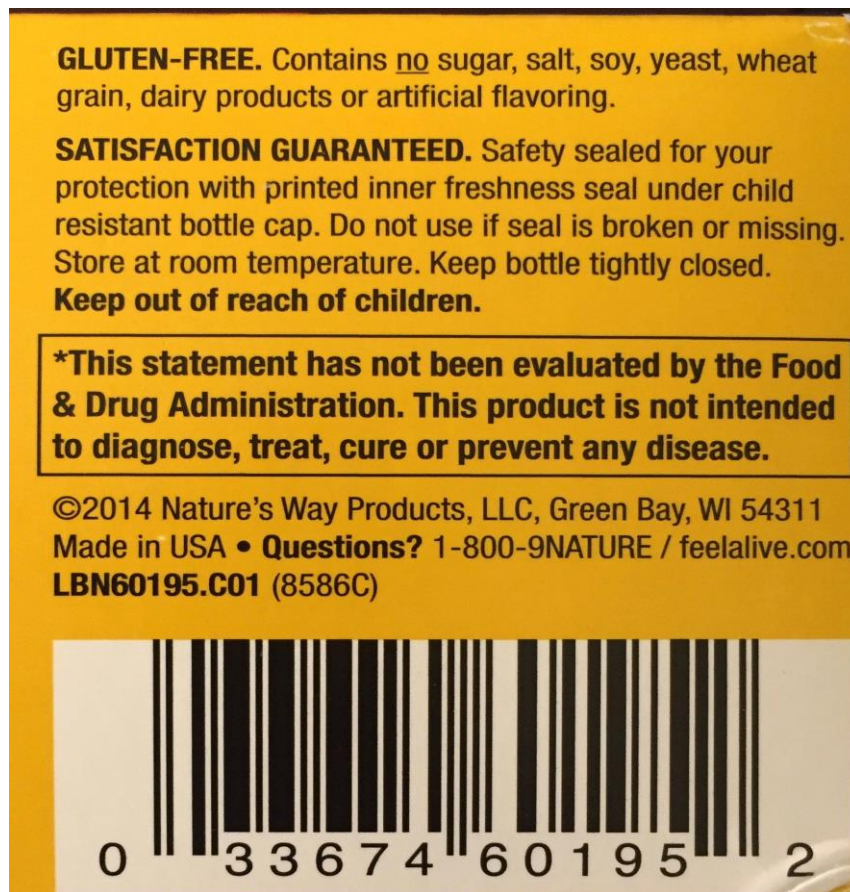 GLUTEN-FREE. Contains no sugar, salt, soy, yeast, wheat
grain, dairy products or artificial flavoring.
SATISFACTION GUARANTEED. Safety sealed for your
protection with printed inner freshness seal under child
resistant bottle cap. Do not use if seal is broken or missing.
Store at room temperature. Keep bottle tightly closed.
Keep out of reach of children.
*This statement has not been evaluated by the Food
& Drug Administration. This product is not intended
to diagnose, treat, cure or prevent any disease.
©2014 Nature's Way Products, LLC, Green Bay, WI 54311
Made in USA • Questions? 1-800-9NATURE / feelalive.com
LBN60195.C01 (8586C)
0 33674 60195 2